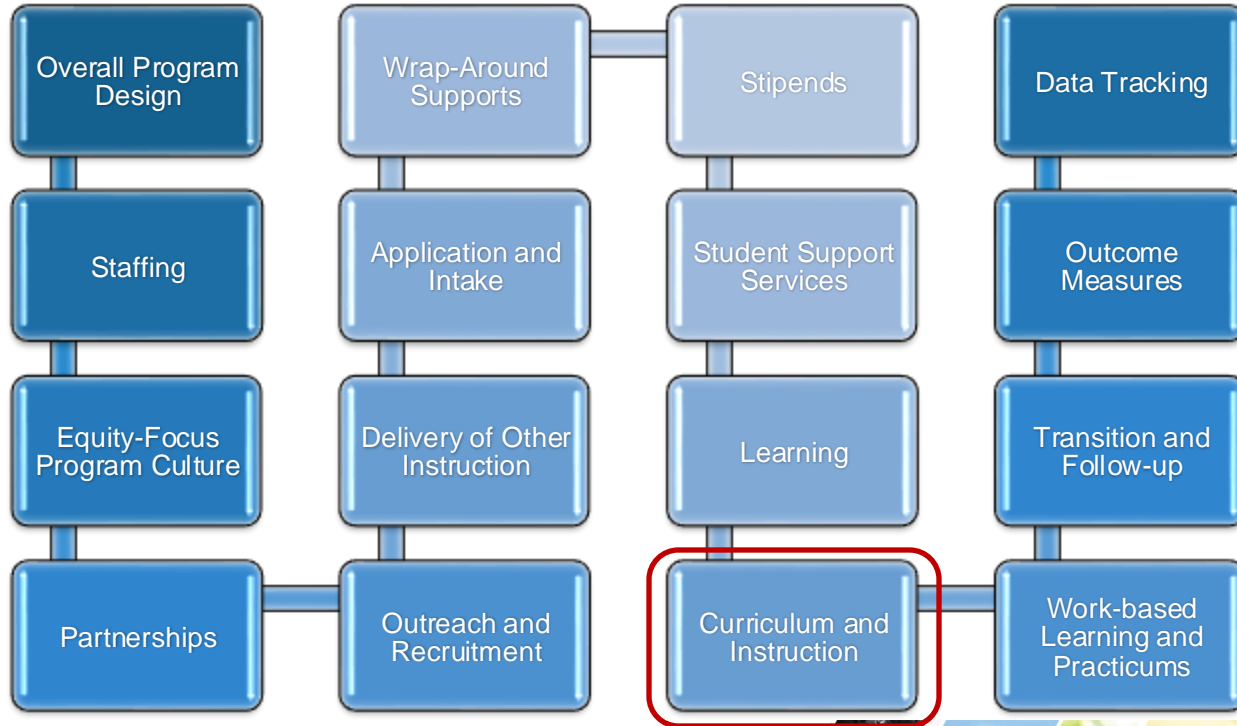 Overall Program
Design
Staffing
Equity-Focus
Program Culture
Partnerships
Outreach and
Recruitment
Delivery of Other
Instruction
Application and
Intake
Wrap-Around
Supports
Stipends
Student Support
Services
Learning
Curriculum and
Instruction
Work-based
Learning and
Practicums
Transition and
Follow-up
Outcome
Measures
Data Tracking